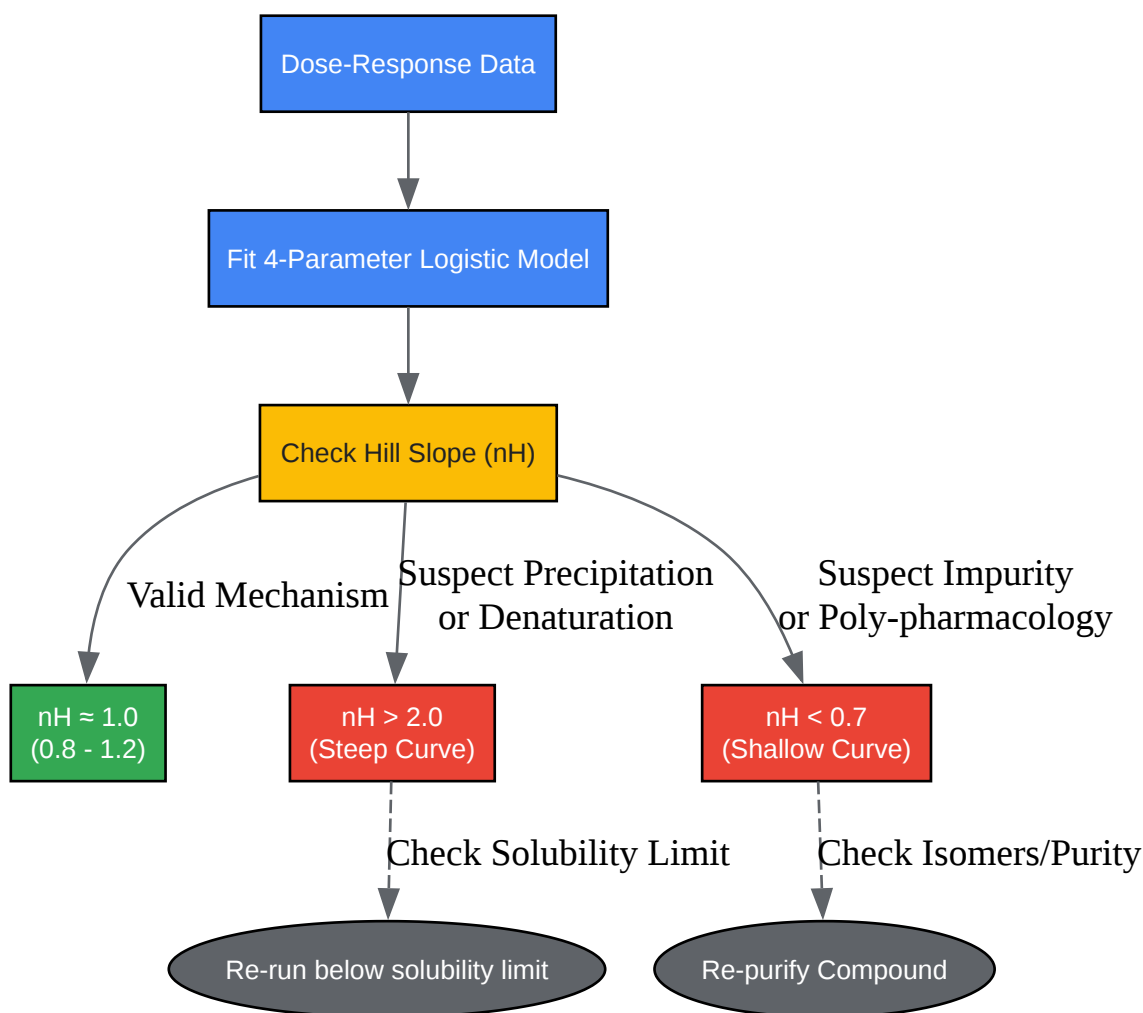 Dose-Response Data
Fit 4-Parameter Logistic Model
Check Hill Slope (nH)
Valid Mechanism
Suspect Precipitation
or Denaturation
Suspect Impurity
or Poly-pharmacology
nH ≈ 1.0
(0.8 - 1.2)
nH > 2.0
(Steep Curve)
nH < 0.7
(Shallow Curve)
Check Solubility Limit
Check Isomers/Purity
Re-run below solubility limit
Re-purify Compound